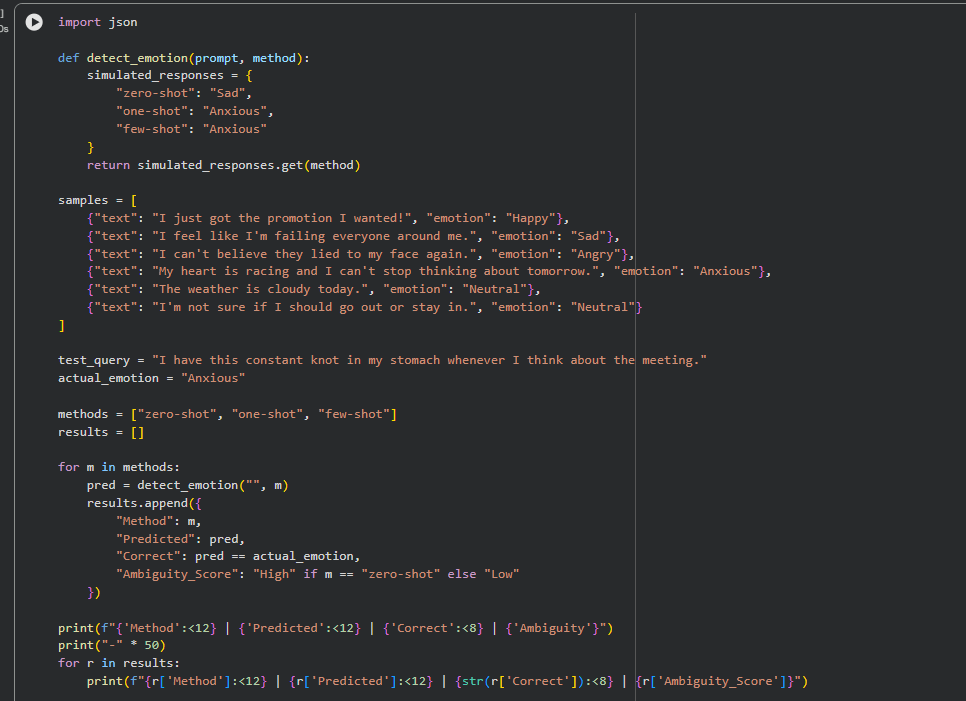 ]
0s
import json
def detect_emotion(prompt, method):
    simulated_responses = {
        "zero-shot": "Sad",
        "one-shot": "Anxious",
        "few-shot": "Anxious"
    }
    return simulated_responses.get(method)
samples = [
    {"text": "I just got the promotion I wanted!", "emotion": "Happy"},
    {"text": "I feel like I'm failing everyone around me.", "emotion": "Sad"},
    {"text": "I can't believe they lied to my face again.", "emotion": "Angry"},
    {"text": "My heart is racing and I can't stop thinking about tomorrow.", "emotion": "Anxious"},
    {"text": "The weather is cloudy today.", "emotion": "Neutral"},
    {"text": "I'm not sure if I should go out or stay in.", "emotion": "Neutral"}
]
test_query = "I have this constant knot in my stomach whenever I think about the meeting."
actual_emotion = "Anxious"
methods = ["zero-shot", "one-shot", "few-shot"]
results = []
for m in methods:
    pred = detect_emotion("", m)
    results.append({
        "Method": m,
        "Predicted": pred,
        "Correct": pred == actual_emotion,
        "Ambiguity_Score": "High" if m == "zero-shot" else "Low"
    })
print(f"{'Method':<12} | {'Predicted':<12} | {'Correct':<8} | {'Ambiguity'}")
print("-" * 50)
for r in results:
    print(f"{r['Method']:<12} | {r['Predicted']:<12} | {str(r['Correct']):<8} | {r['Ambiguity_Score']}")